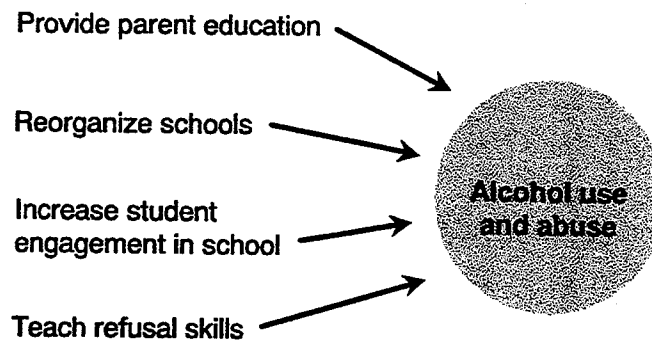 Provide parent education
Reorganize schools
Increase student
engagement in school
Teach refusal skills
Alcohol use
and abuse